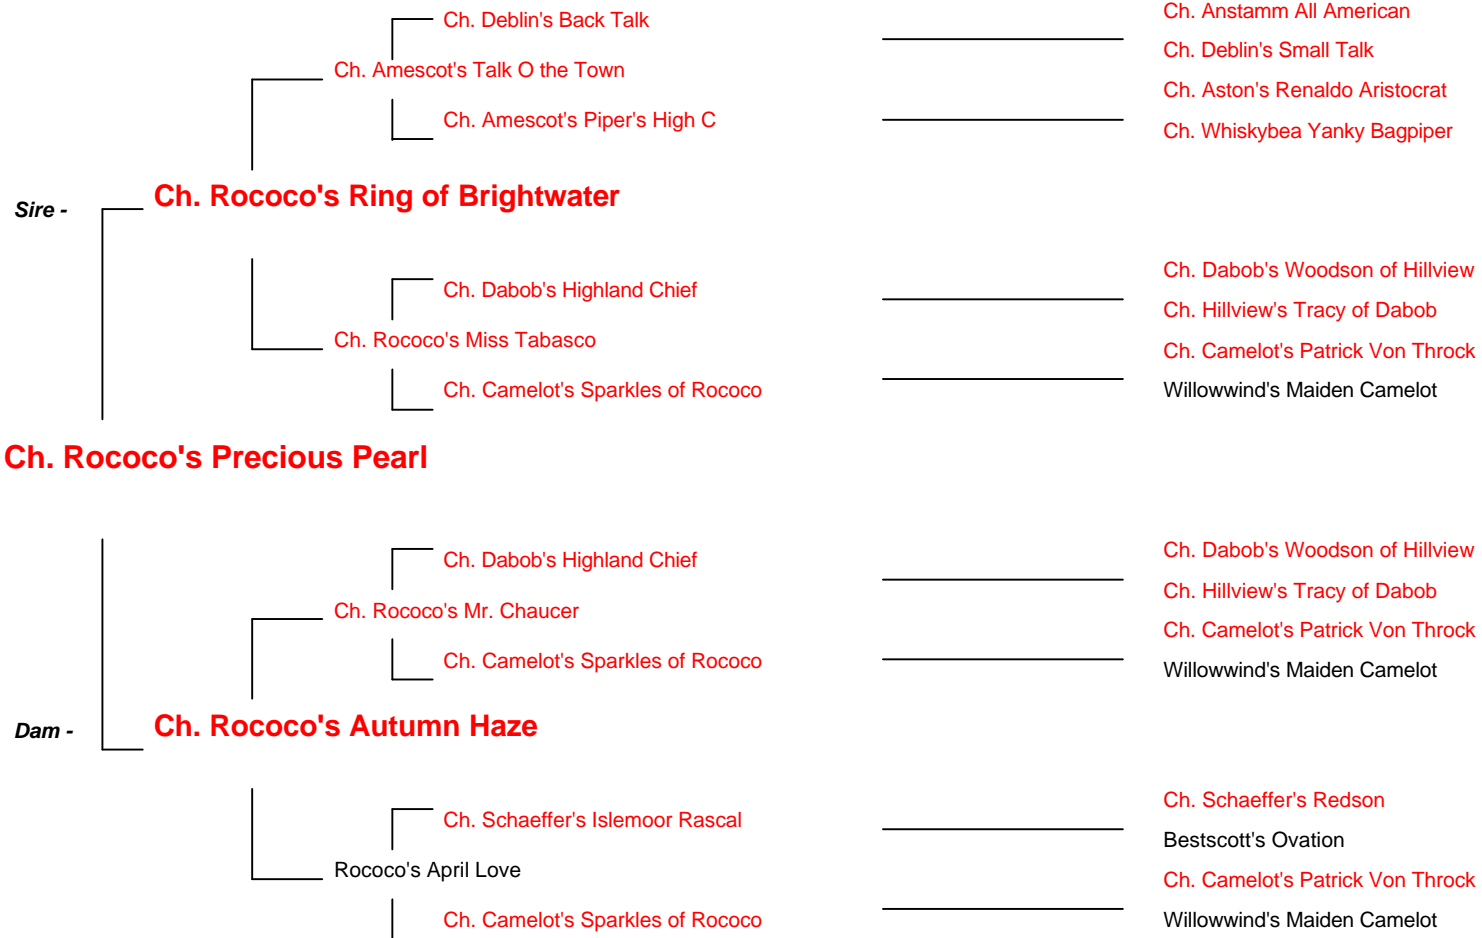 Ch. Anstamm All American
Ch. Deblin's Back Talk
Ch. Deblin's Small Talk
Ch. Amescot's Talk O the Town
Ch. Aston's Renaldo Aristocrat
Ch. Amescot's Piper's High C
Ch. Whiskybea Yanky Bagpiper
Sire - Ch. Rococo's Ring of Brightwater
Ch. Dabob's Woodson of Hillview
Ch. Dabob's Highland Chief
Ch. Hillview's Tracy of Dabob
Ch. Rococo's Miss Tabasco
Ch. Camelot's Patrick Von Throck
Ch. Camelot's Sparkles of Rococo
Willowwind's Maiden Camelot
Ch. Rococo's Precious Pearl
Ch. Dabob's Woodson of Hillview
Ch. Dabob's Highland Chief
Ch. Hillview's Tracy of Dabob
Ch. Rococo's Mr. Chaucer
Ch. Camelot's Patrick Von Throck
Ch. Camelot's Sparkles of Rococo
Willowwind's Maiden Camelot
Dam - Ch. Rococo's Autumn Haze
Ch. Schaeffer's Redson
Ch. Schaeffer's Islemoor Rascal
Bestscott's Ovation
Rococo's April Love
Ch. Camelot's Patrick Von Throck
Ch. Camelot's Sparkles of Rococo
Willowwind's Maiden Camelot